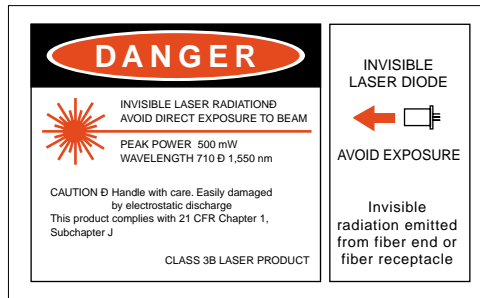 DANGER
INVISIBLE LASER RADIATIONÐ
AVOID DIRECT EXPOSURE TO BEAM
PEAK POWER 500 mW
WAVELENGTH 710 Ð 1,550 nm
CAUTION Ð Handle with care. Easily damaged
by electrostatic discharge
This product complies with 21 CFR Chapter 1,
Subchapter J
CLASS 3B LASER PRODUCT
INVISIBLE
LASER DIODE
AVOID EXPOSURE
Invisible
radiation emitted
from fiber end or
fiber receptacle